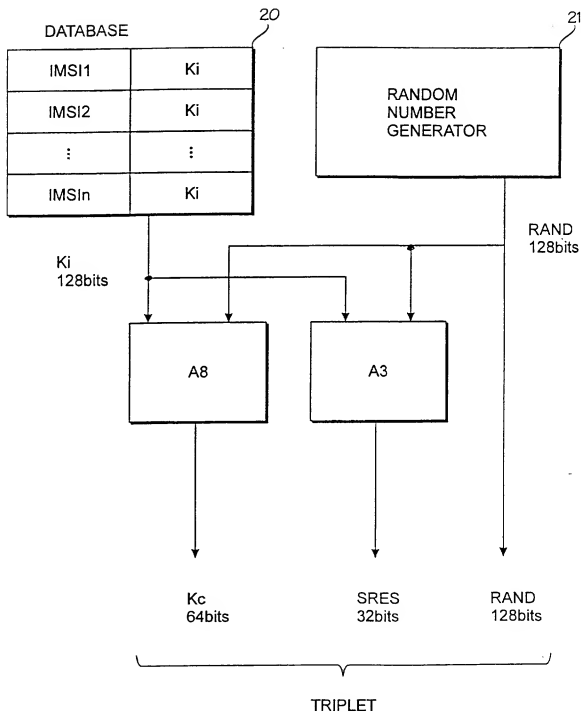 20
DATABASE
21
IMSI1 Ki
IMSI2 Ki
⋮ ⋮
IMSIn Ki
RANDOM
NUMBER
GENERATOR
RAND
128bits
Ki
128bits
A8
A3
Kc
64bits
SRES
32bits
RAND
128bits
TRIPLET